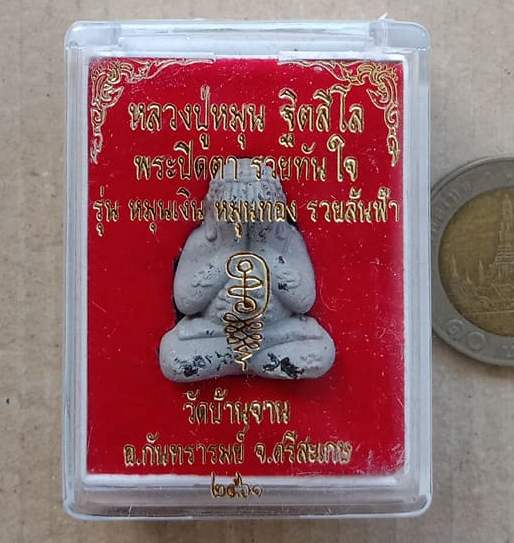 หลวงปู่หมุน ฐิตสีโล
พระปิดตา รวยทันใจ
รุ่น หมุนเงิน หมุนทอง รวยล้นฟ้า
วัดบ้านจาน
อ.กันทรารมย์ จ.ศรีสะเกษ
๒๕๖๑
๑๐